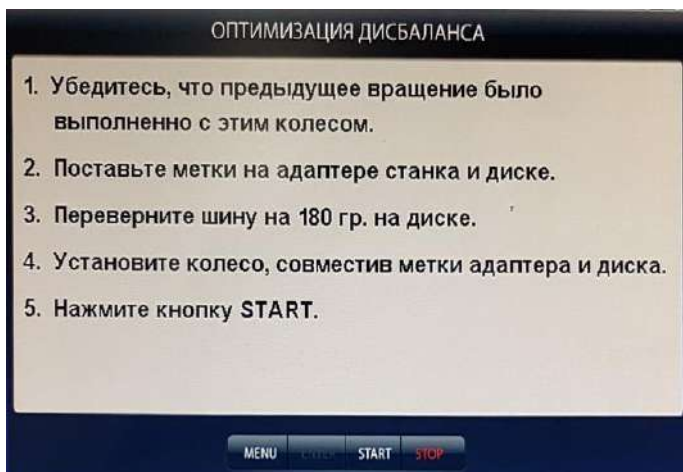 ОПТИМИЗАЦИЯ ДИСБАЛАНСА
1. Убедитесь, что предыдущее вращение было
выполненно с этим колесом.
2. Поставьте метки на адаптере станка и диске.
3. Переверните шину на 180 гр. на диске.
4. Установите колесо, совместив метки адаптера и диска.
5. Нажмите кнопку START.
MENU ENTER START STOP